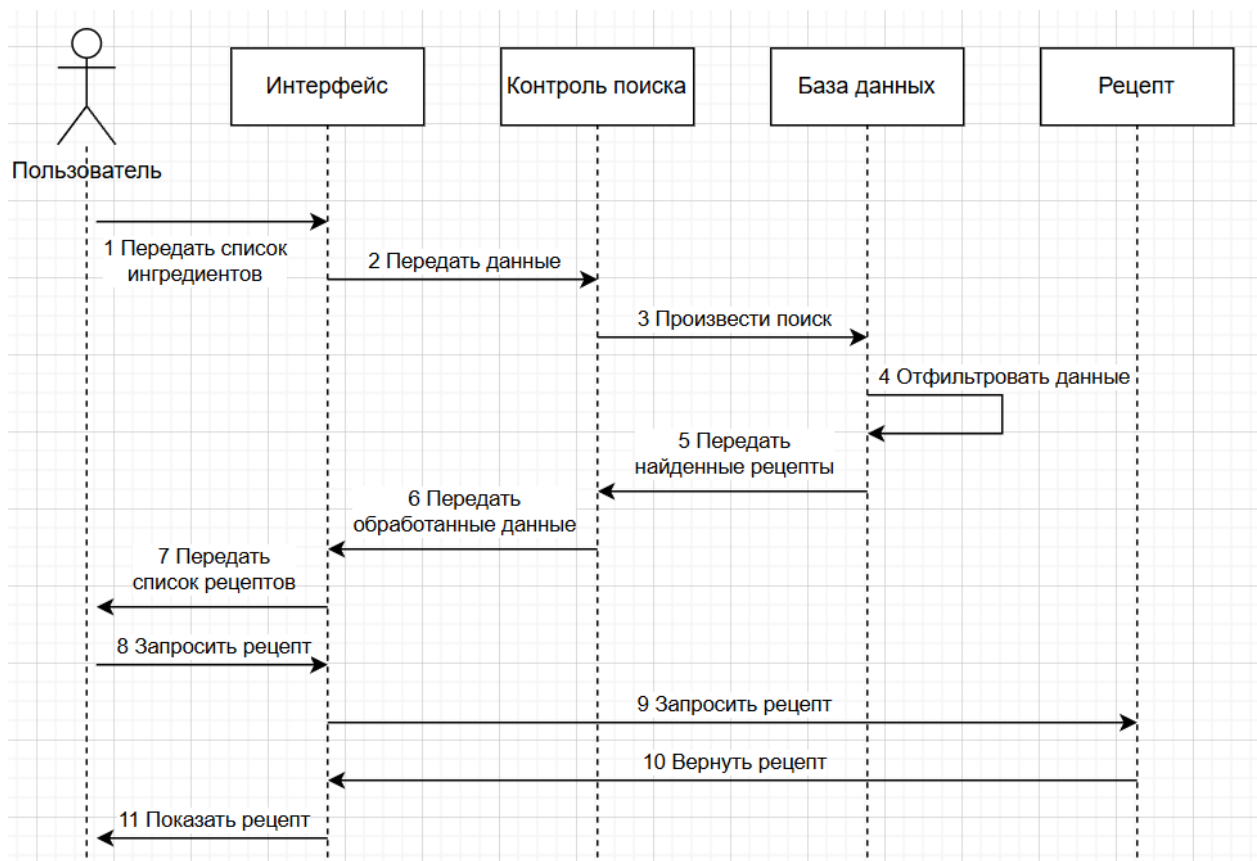 Интерфейс
Контроль поиска
База данных
Рецепт
Пользователь
1 Передать список
ингредиентов
2 Передать данные
3 Произвести поиск
4 Отфильтровать данные
5 Передать
найденные рецепты
6 Передать
обработанные данные
7 Передать
список рецептов
8 Запросить рецепт
9 Запросить рецепт
10 Вернуть рецепт
11 Показать рецепт